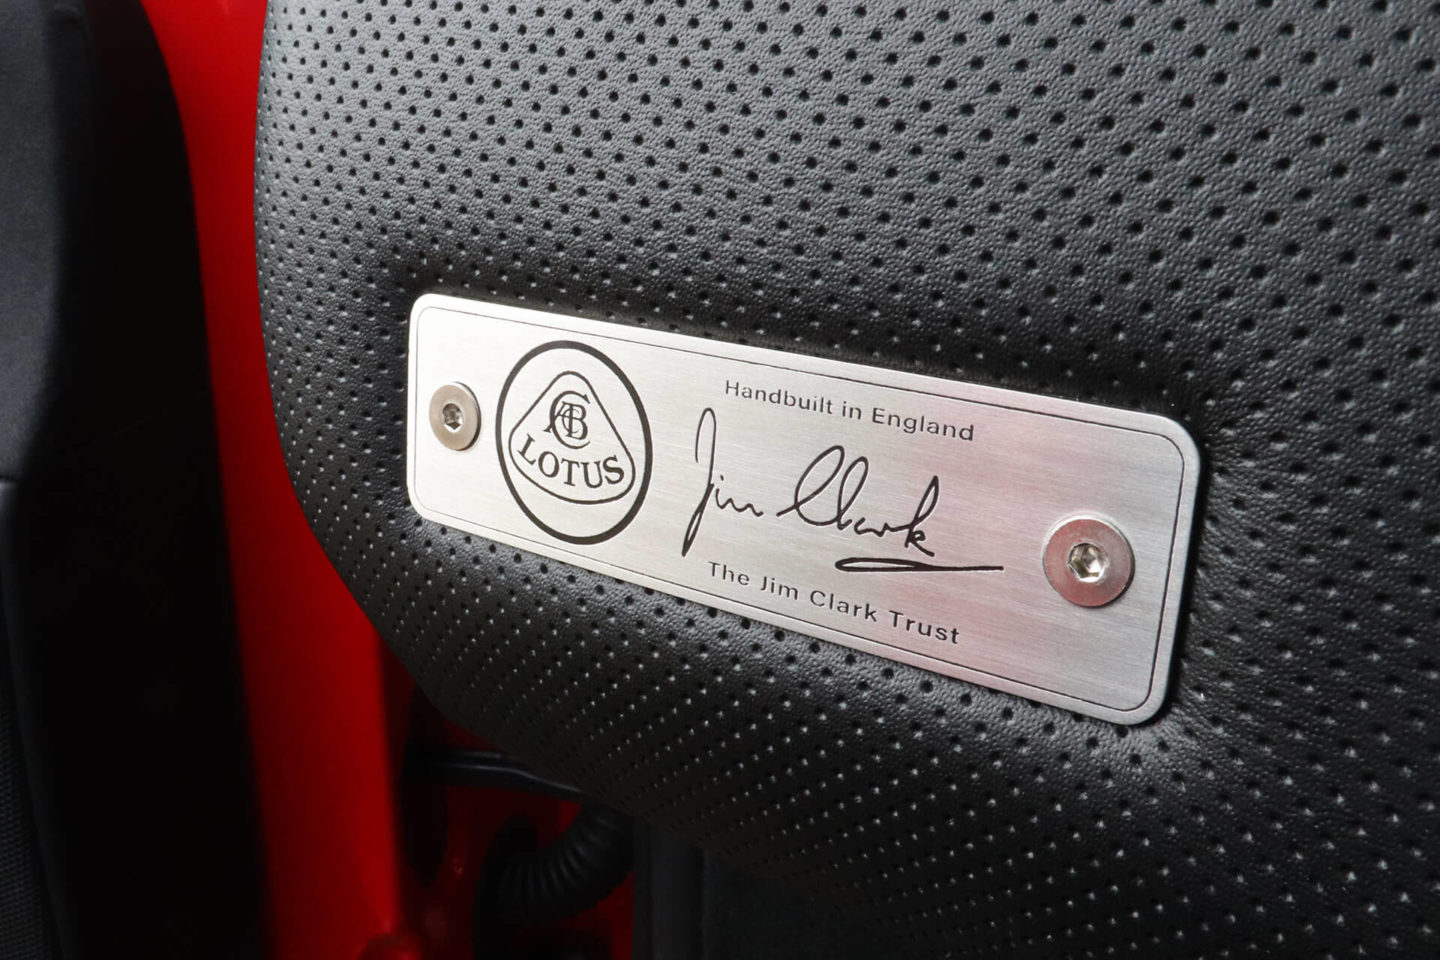 ACBC
LOTUS
Handbuilt in England
Jim Clark
The Jim Clark Trust